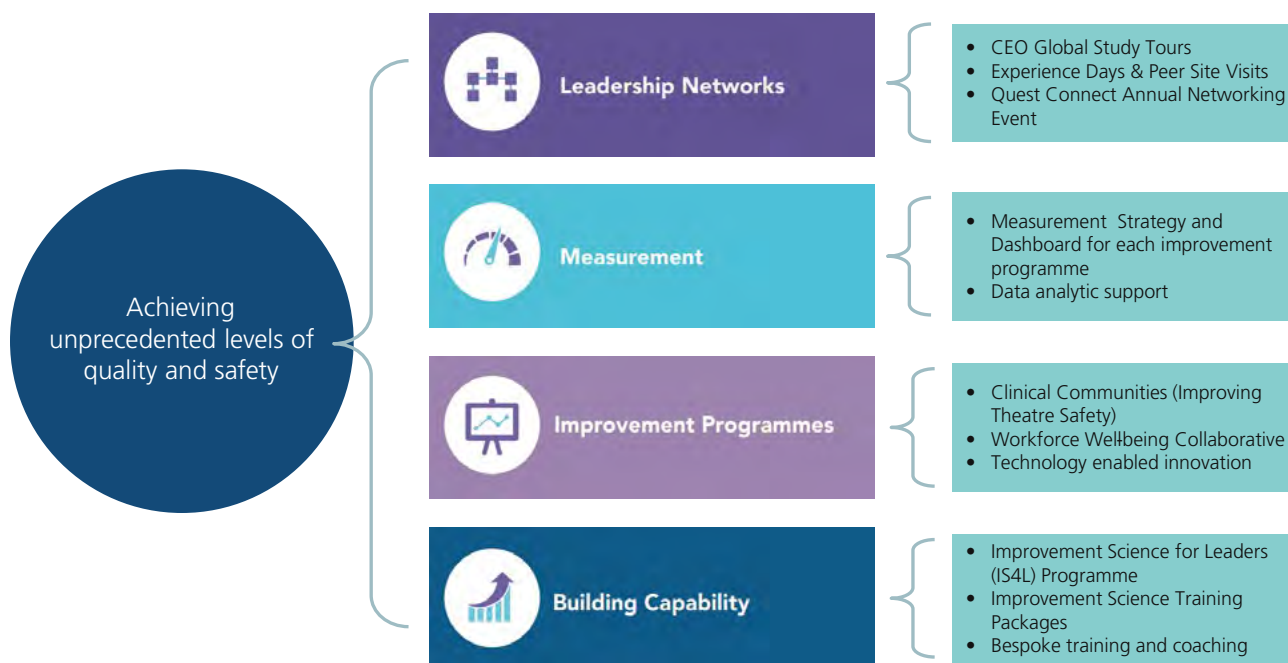 Achieving
unprecedented levels of
quality and safety
Leadership Networks
• CEO Global Study Tours
• Experience Days & Peer Site Visits
• Quest Connect Annual Networking
Event
Measurement
• Measurement Strategy and
Dashboard for each improvement
programme
• Data analytic support
Improvement Programmes
• Clinical Communities (Improving
Theatre Safety)
• Workforce Well-being Collaborative
• Technology enabled innovation
Building Capability
• Improvement Science for Leaders
(IS4L) Programme
• Improvement Science Training
Packages
• Bespoke training and coaching